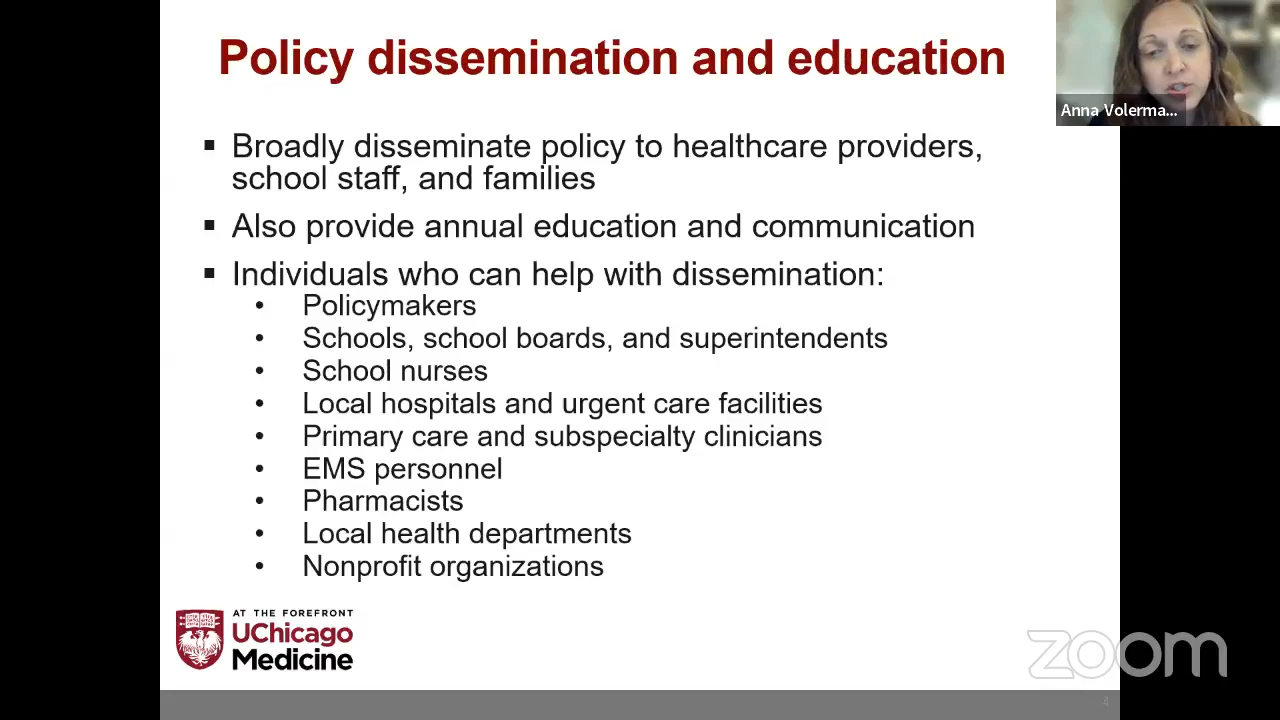 Policy dissemination and education
Anna Volerma...
▪ Broadly disseminate policy to healthcare providers,
school staff, and families
▪ Also provide annual education and communication
▪ Individuals who can help with dissemination:
• Policymakers
• Schools, school boards, and superintendents
• School nurses
• Local hospitals and urgent care facilities
• Primary care and subspecialty clinicians
• EMS personnel
• Pharmacists
• Local health departments
• Nonprofit organizations
AT THE FOREFRONT
UChicago
Medicine
zoom
4